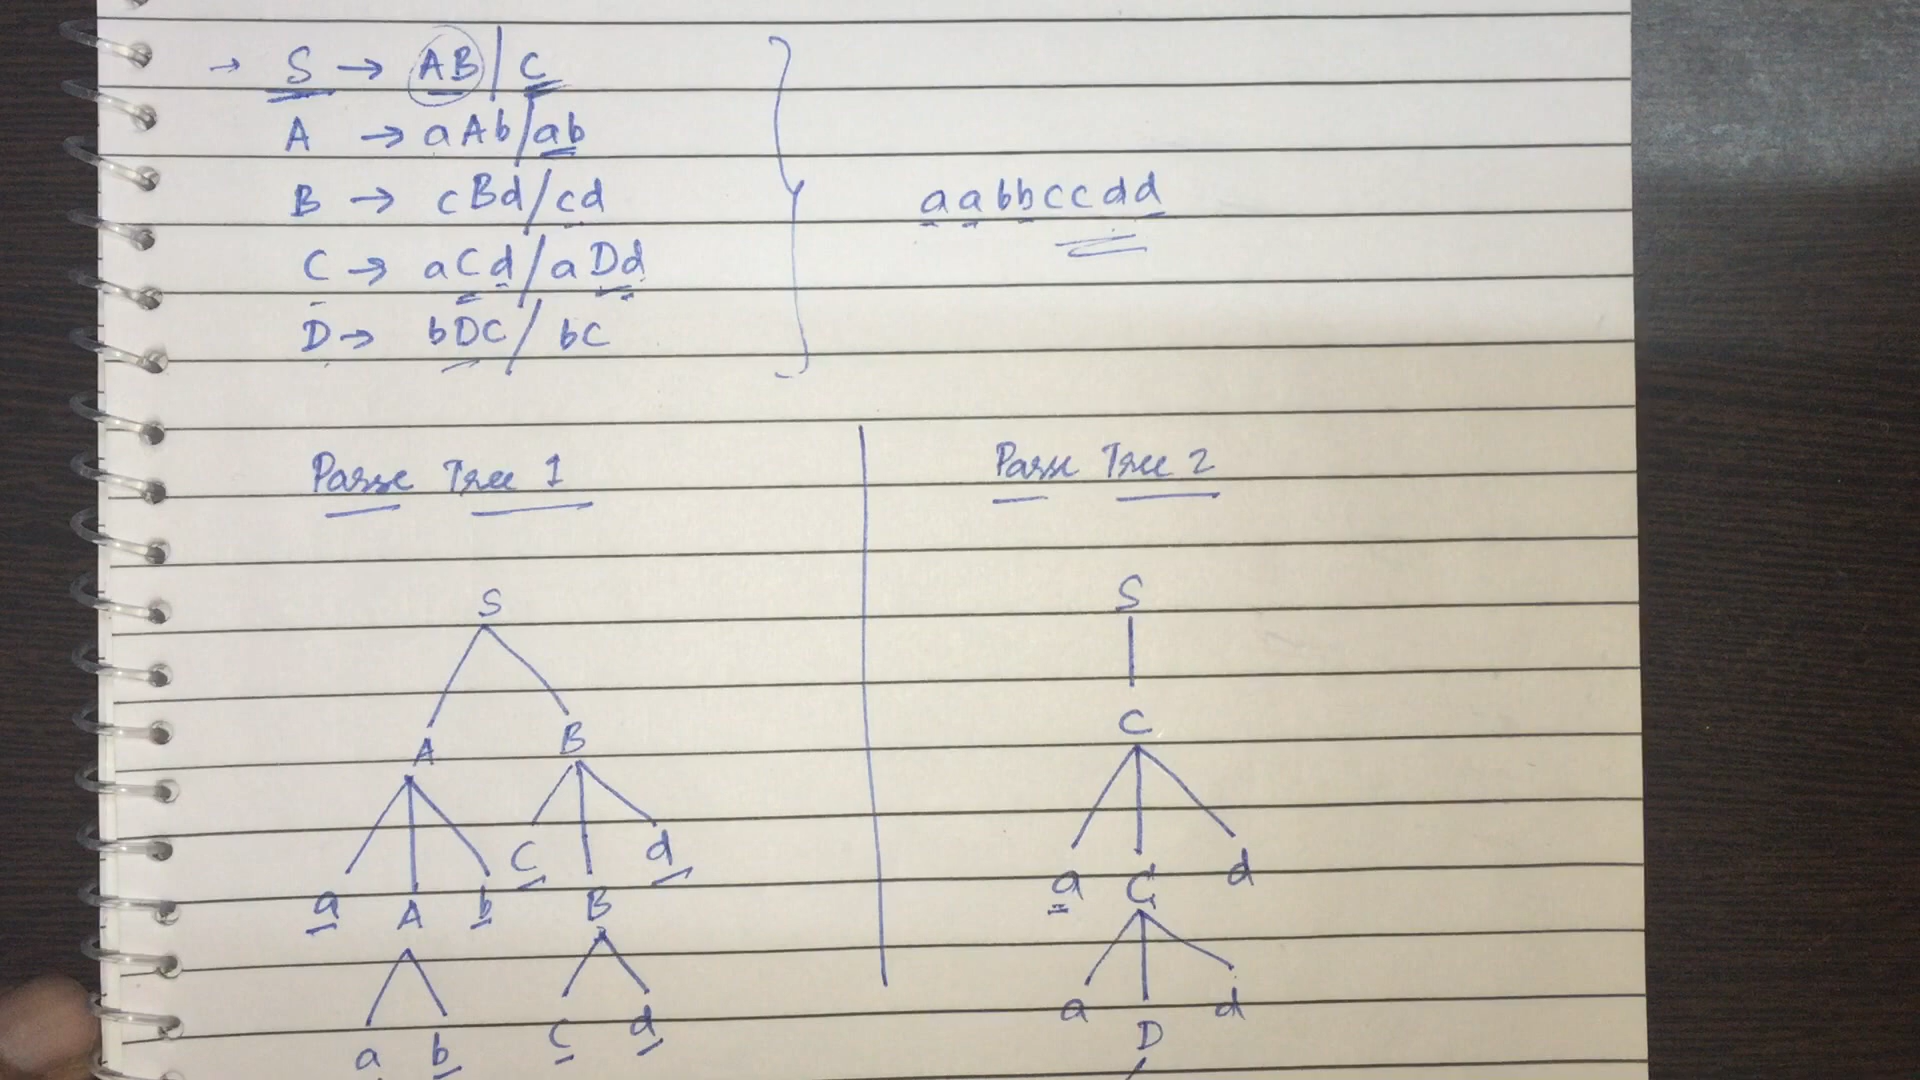 → S → AB | C
A → aAb/ab
B → cBd/cd
C → aCd/aDd
D → bDC/bC
aabbccdd
Parse Tree 1
Parse Tree 2
S
A B
a A b c B d
a b c d
S
C
a C d
a D d